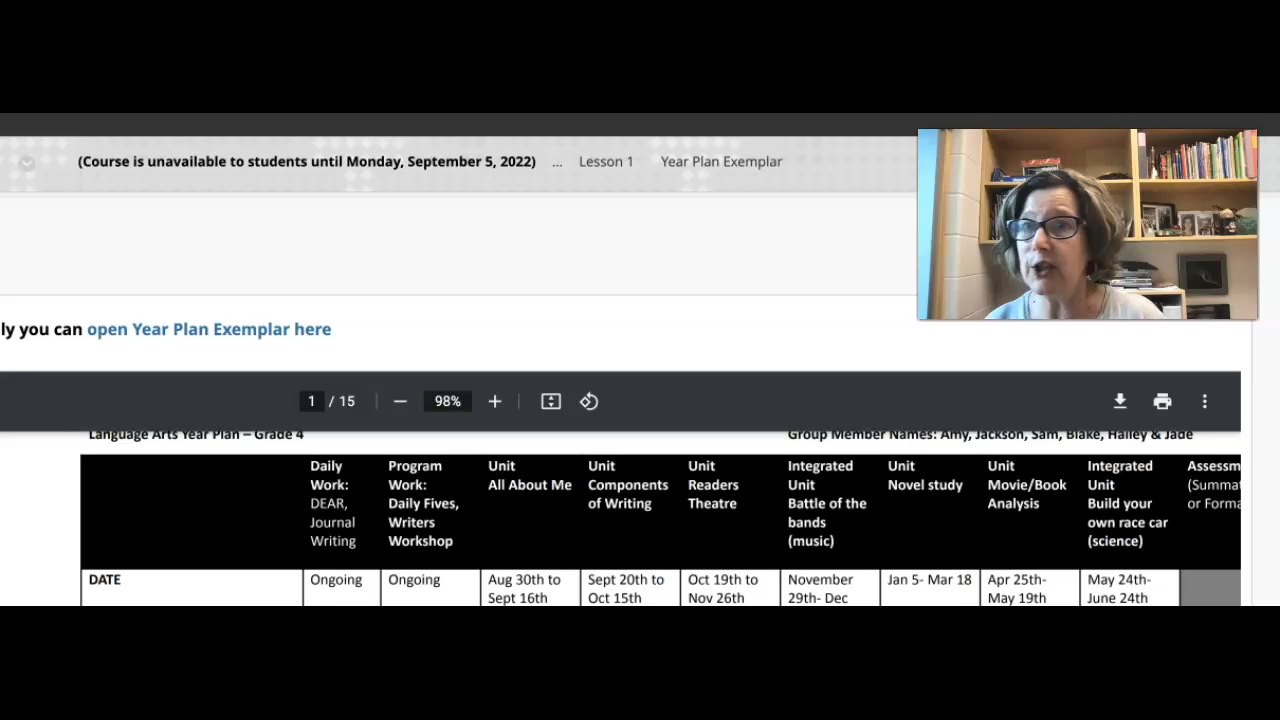 (Course is unavailable to students until Monday, September 5, 2022) ... Lesson 1 Year Plan Exemplar
ly you can open Year Plan Exemplar here
1 / 15 98%
Language Arts Year Plan – Grade 4 Group Member Names: Amy, Jackson, Sam, Blake, Hailey & Jade
Daily
Work:
DEAR,
Journal
Writing
Program
Work:
Daily Fives,
Writers
Workshop
Unit
All About Me
Unit
Components
of Writing
Unit
Readers
Theatre
Integrated
Unit
Battle of the
bands
(music)
Unit
Novel study
Unit
Movie/Book
Analysis
Integrated
Unit
Build your
own race car
(science)
Assessm
(Summat
or Forma
DATE
Ongoing
Ongoing
Aug 30th to
Sept 16th
Sept 20th to
Oct 15th
Oct 19th to
Nov 26th
November
29th- Dec
Jan 5- Mar 18
Apr 25th-
May 19th
May 24th-
June 24th